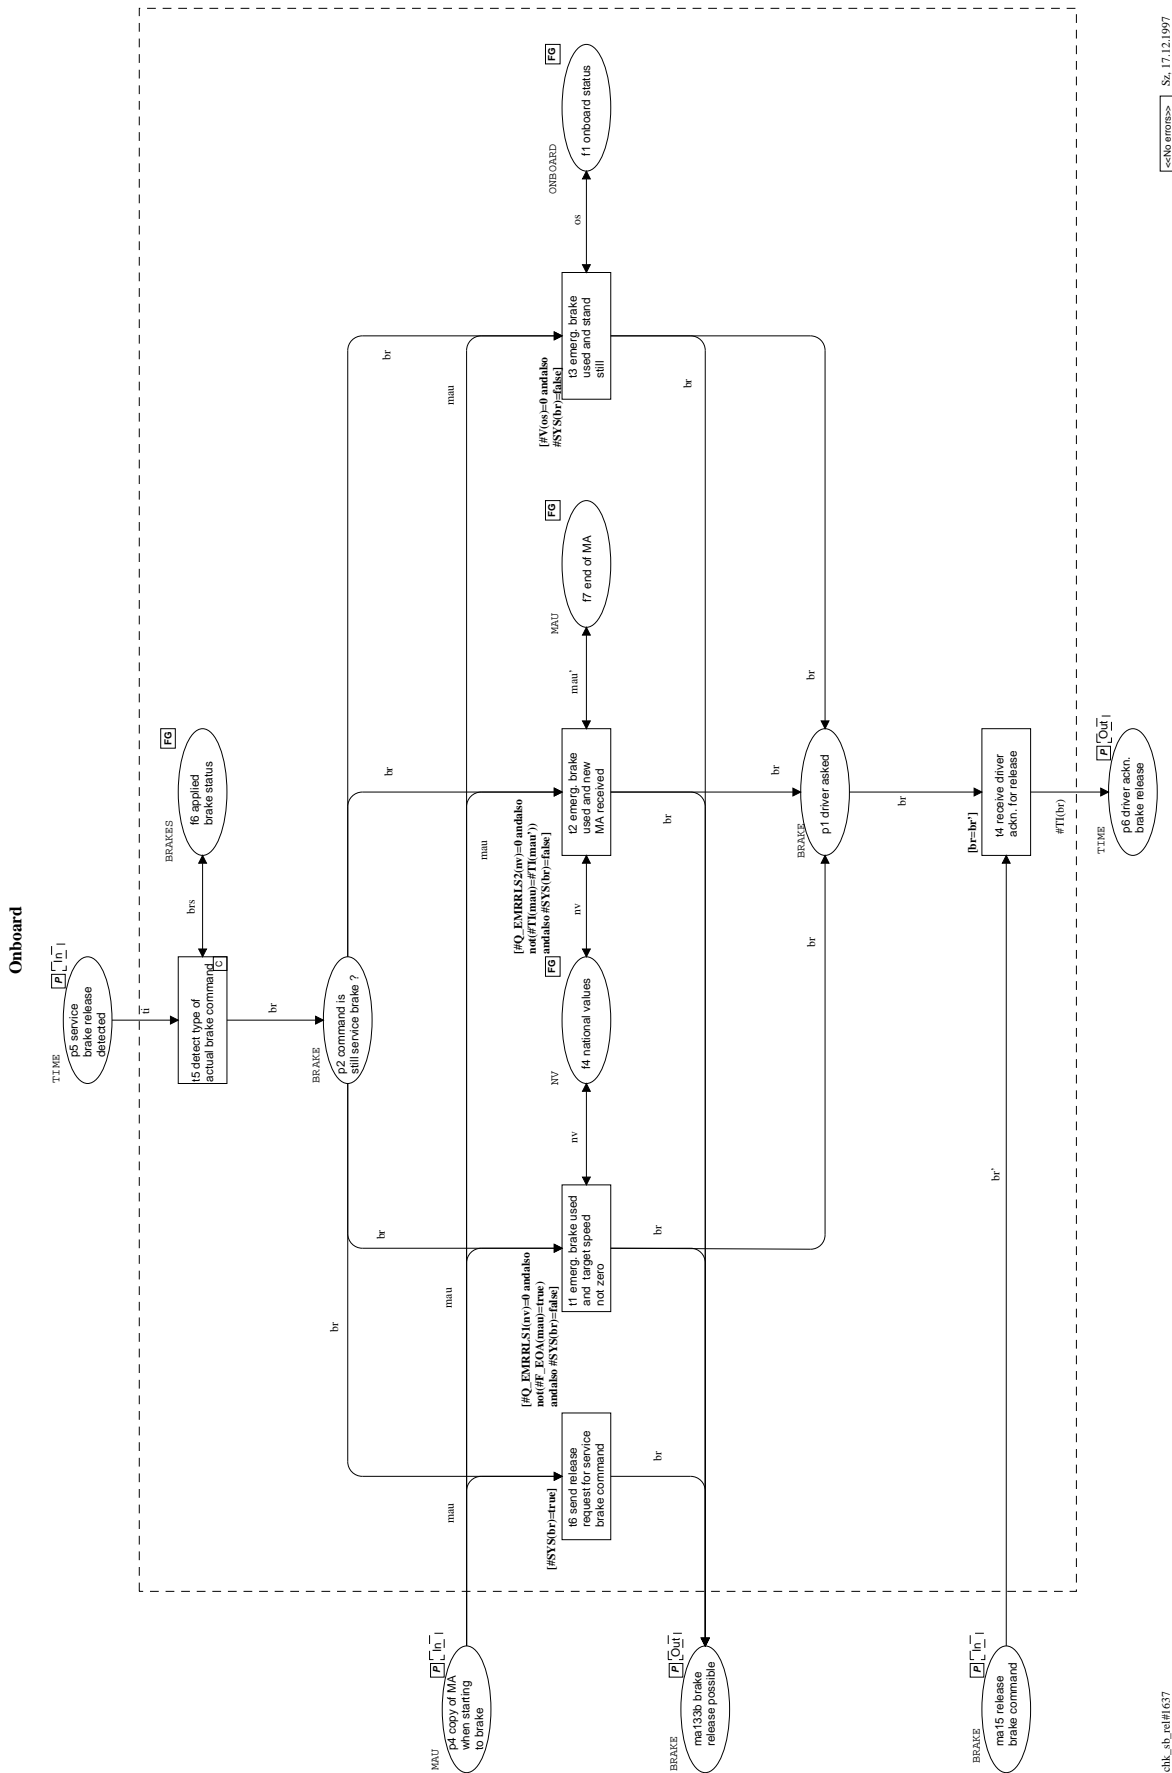 Onboard
TIME
P In
p5 service
brake release
detected
ti
t5 detect type of
actual brake command
C
brs
BRAKES
FG
f6 applied
brake status
br
BRAKE
p2 command is
still service brake ?
br
br
br
br
MAU
P In
p4 copy of MA
when starting
to brake
mau
mau
mau
mau
[#SYS(br)=true]
t6 send release
request for service
brake command
[#Q_EMRRLS1(nv)=0 andalso
not(#F_EOA(mau)=true)
andalso #SYS(br)=false]
t1 emerg. brake used
and target speed
not zero
nv
NV
FG
f4 national values
nv
[#Q_EMRRLS2(nv)=0 andalso
not(#TI(mau)=#TI(mau'))
andalso #SYS(br)=false]
t2 emerg. brake
used and new
MA received
mau'
MAU
FG
f7 end of MA
[#V(os)=0 andalso
#SYS(br)=false]
t3 emerg. brake
used and stand
still
os
ONBOARD
FG
f1 onboard status
br
br
br
br
BRAKE
P Out
ma133b brake
release possible
br
br
br
BRAKE
p1 driver asked
br
BRAKE
P In
ma15 release
brake command
br'
[br=br']
t4 receive driver
ackn. for release
#TI(br)
TIME
P Out
p6 driver ackn.
brake release
chk_sb_rel#1637
<<No errors>>
Sz, 17.12.1997